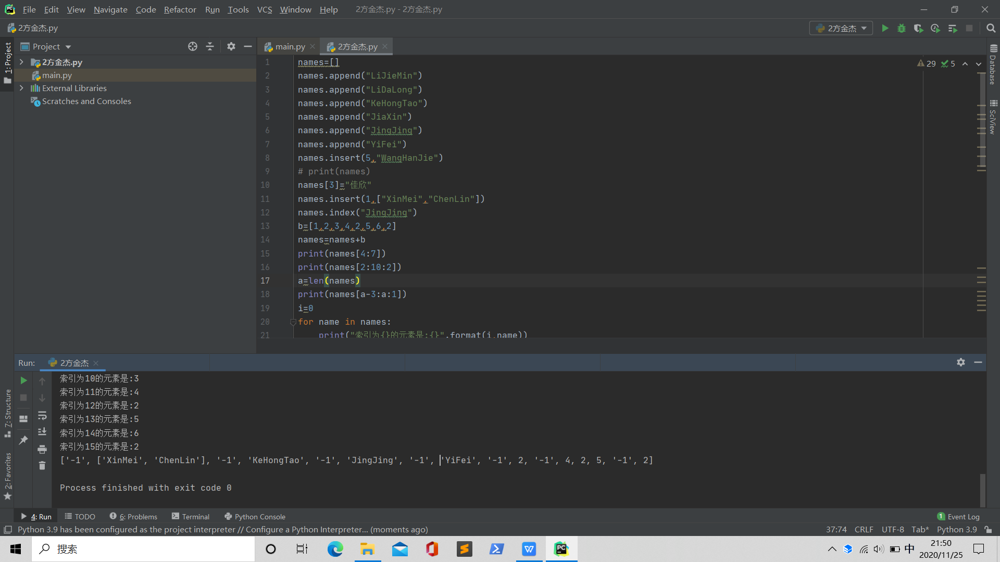 File Edit View Navigate Code Refactor Run Tools VCS Window Help 2方金杰.py - 2方金杰.py
2方金杰.py
2方金杰
1: Project
Project
main.py
2方金杰.py
2方金杰.py
main.py
External Libraries
Scratches and Consoles
29 5
Database
SciView
1 names=[]
2 names.append("LiJieMin")
3 names.append("LiDaLong")
4 names.append("KeHongTao")
5 names.append("JiaXin")
6 names.append("JingJing")
7 names.append("YiFei")
8 names.insert(5,"WangHanJie")
9 # print(names)
10 names[3]="佳欣"
11 names.insert(1,["XinMei","ChenLin"])
12 names.index("JingJing")
13 b=[1,2,3,4,2,5,6,2]
14 names=names+b
15 print(names[4:7])
16 print(names[2:10:2])
17 a=len(names)
18 print(names[a-3:a:1])
19 i=0
20 for name in names:
21 print("索引为{}的元素是:{}".format(i,name))
Run: 2方金杰
索引为10的元素是:3
索引为11的元素是:4
索引为12的元素是:2
索引为13的元素是:5
索引为14的元素是:6
索引为15的元素是:2
['-1', ['XinMei', 'ChenLin'], '-1', 'KeHongTao', '-1', 'JingJing', '-1', 'YiFei', '-1', 2, '-1', 4, 2, 5, '-1', 2]
Process finished with exit code 0
7: Structure
2: Favorites
4: Run TODO 6: Problems Terminal Python Console
1 Event Log
Python 3.9 has been configured as the project interpreter // Configure a Python Interpreter... (moments ago)
37:74 CRLF UTF-8 Tab* Python 3.9
搜索
中
21:50
2020/11/25